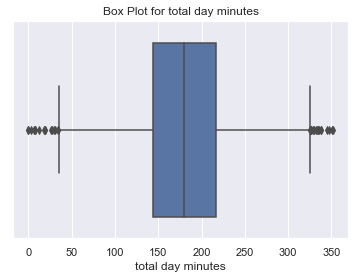 Box Plot for total day minutes
0 50 100 150 200 250 300 350
total day minutes